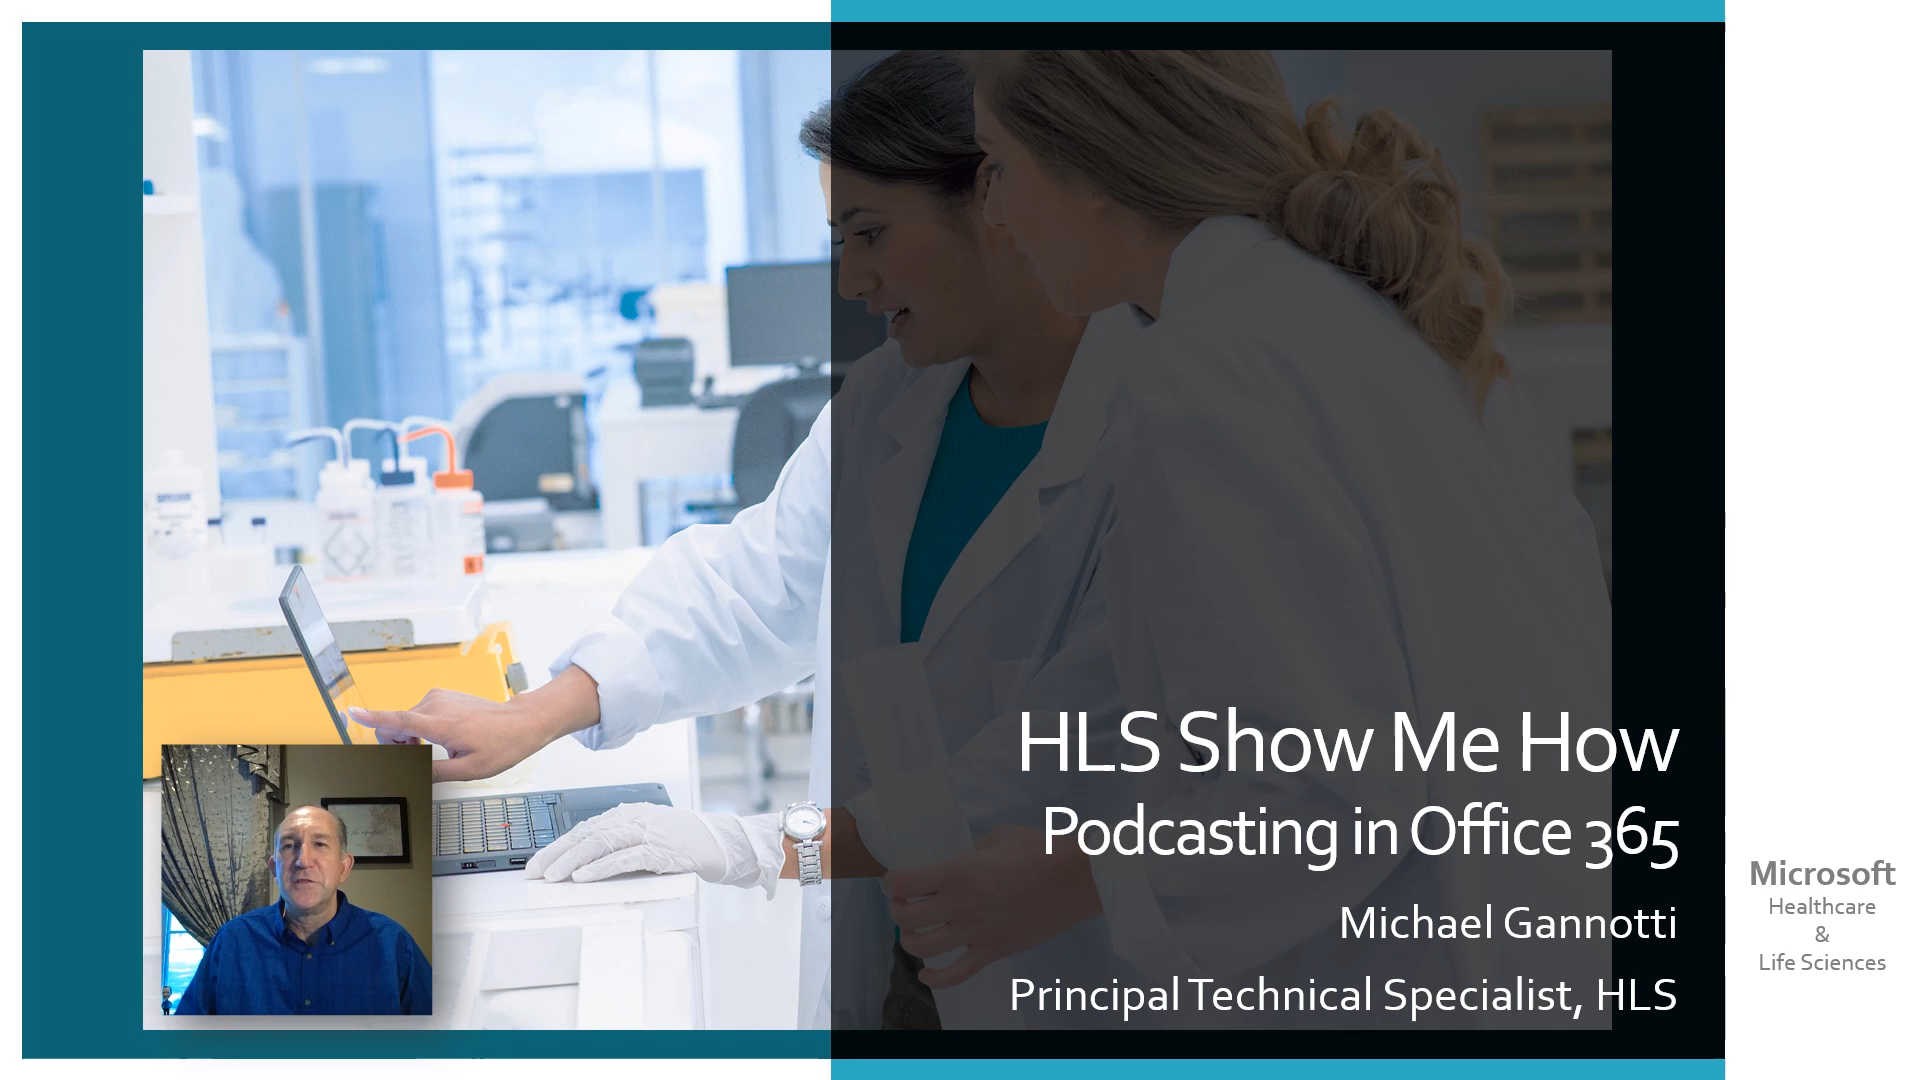 HLS Show Me How
Podcasting in Office 365
Michael Gannotti
Principal Technical Specialist, HLS
Microsoft
Healthcare
&
Life Sciences